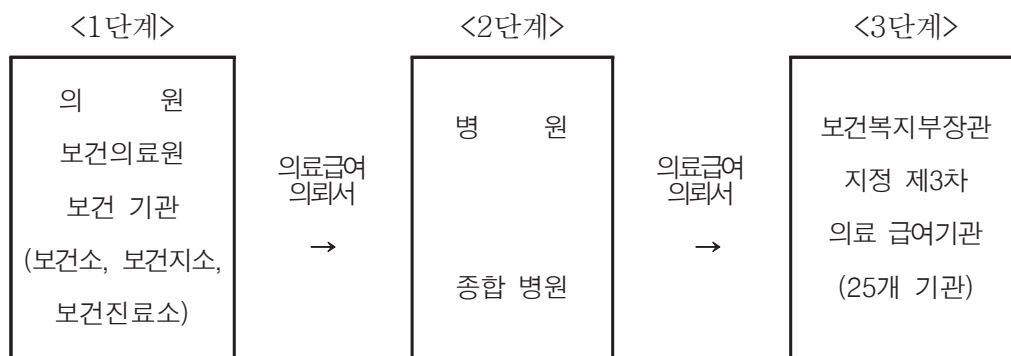 <1단계>
의 원
보건의료원
보건 기관
(보건소, 보건지소,
보건진료소)
의료급여
의뢰서
→
<2단계>
병 원
종합 병원
의료급여
의뢰서
→
<3단계>
보건복지부장관
지정 제3차
의료 급여기관
(25개 기관)